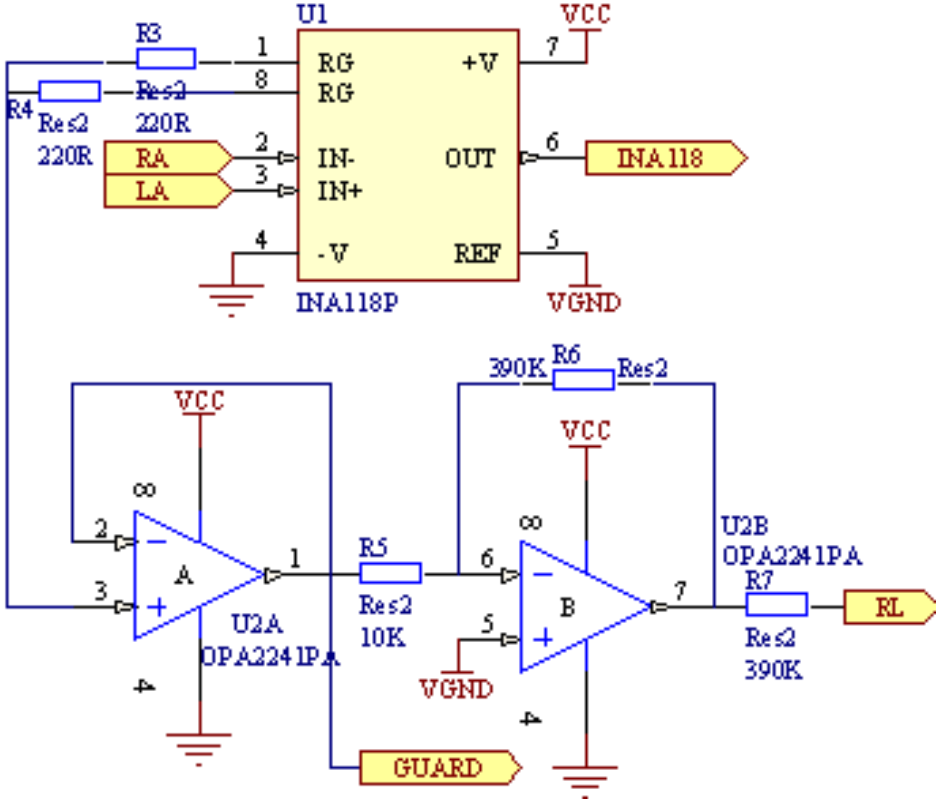 U1
VCC
R3
1
RG
+V
7
8
RG
R4
Res2
220R
Res2
220R
RA
2
IN-
OUT
6
INA118
LA
3
IN+
4
-V
REF
5
INA118P
VGND
390K
R6
Res2
VCC
VCC
8
8
2
-
1
R5
6
-
U2B
OPA2241PA
A
3
+
Res2
10K
B
7
R7
RL
5
+
U2A
OPA2241PA
Res2
390K
VGND
4
4
GUARD